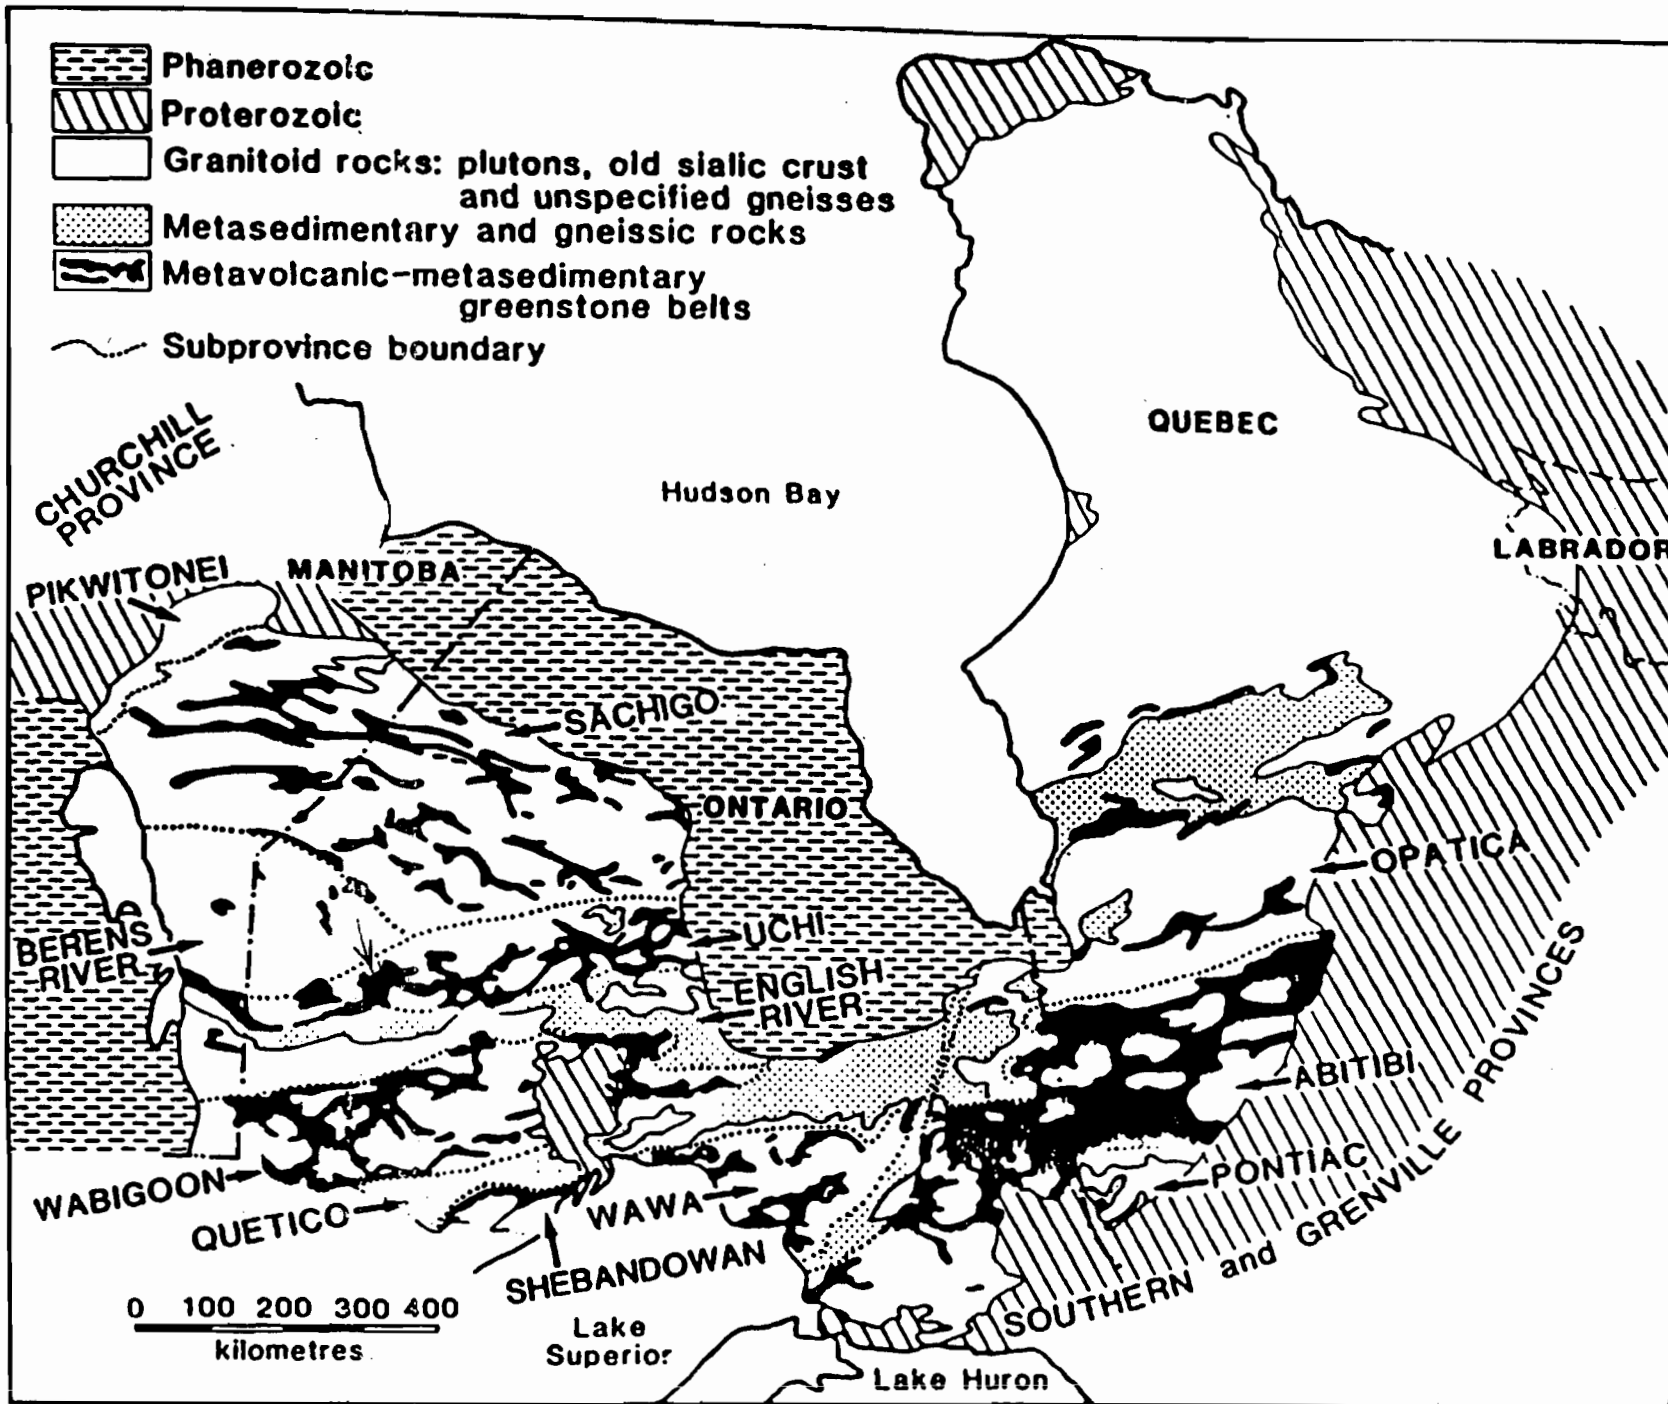 Phanerozoic
Proterozoic
Granitoid rocks: plutons, old sialic crust
and unspecified gneisses
Metasedimentary and gneissic rocks
Metavolcanic-metasedimentary
greenstone belts
Subprovince boundary
CHURCHILL
PROVINCE
QUEBEC
Hudson Bay
LABRADOR
PIKWITONEI
MANITOBA
SACHIGO
ONTARIO
OPATICA
UCHI
BERENS
RIVER
ENGLISH
RIVER
ABITIBI
PONTIAC
WABIGOON
QUETICO
WAWA
SHEBANDOWAN
SOUTHERN and GRENVILLE PROVINCES
0 100 200 300 400
kilometres
Lake
Superior
Lake Huron